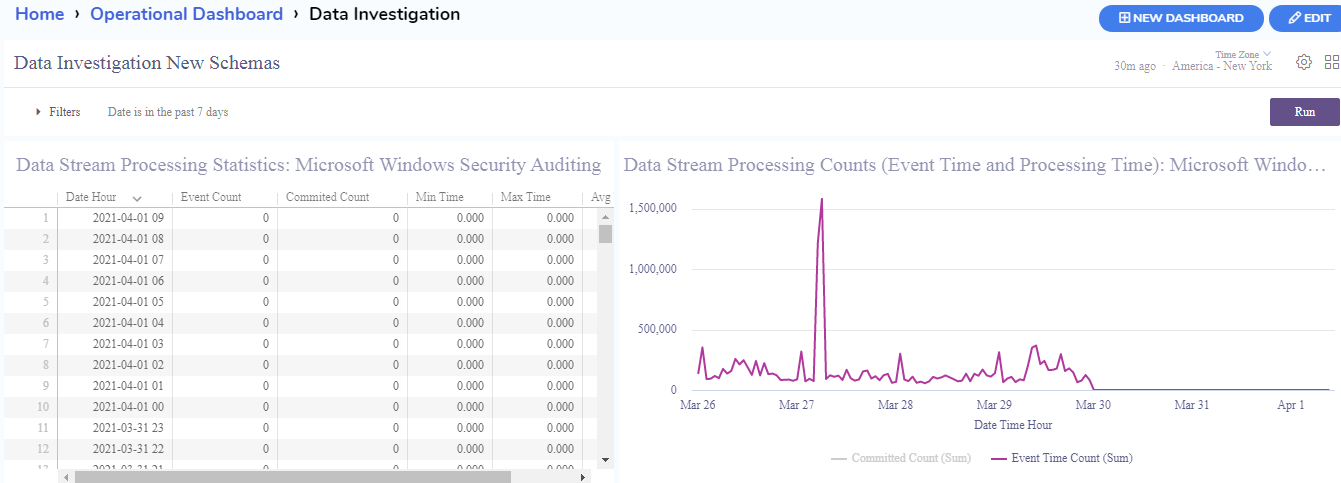 Home › Operational Dashboard › Data Investigation
NEW DASHBOARD EDIT
Data Investigation New Schemas
Time Zone
30m ago · America - New York
Filters Date is in the past 7 days
Run
Data Stream Processing Statistics: Microsoft Windows Security Auditing
Date Hour Event Count Commited Count Min Time Max Time Avg
1 2021-04-01 09 0 0 0.000 0.000
2 2021-04-01 08 0 0 0.000 0.000
3 2021-04-01 07 0 0 0.000 0.000
4 2021-04-01 06 0 0 0.000 0.000
5 2021-04-01 05 0 0 0.000 0.000
6 2021-04-01 04 0 0 0.000 0.000
7 2021-04-01 03 0 0 0.000 0.000
8 2021-04-01 02 0 0 0.000 0.000
9 2021-04-01 01 0 0 0.000 0.000
10 2021-04-01 00 0 0 0.000 0.000
11 2021-03-31 23 0 0 0.000 0.000
12 2021-03-31 22 0 0 0.000 0.000
13 2021-03-31 21 0 0 0.000 0.000
Data Stream Processing Counts (Event Time and Processing Time): Microsoft Windo...
1,500,000
1,000,000
500,000
0
Mar 26 Mar 27 Mar 28 Mar 29 Mar 30 Mar 31 Apr 1
Date Time Hour
Committed Count (Sum) Event Time Count (Sum)